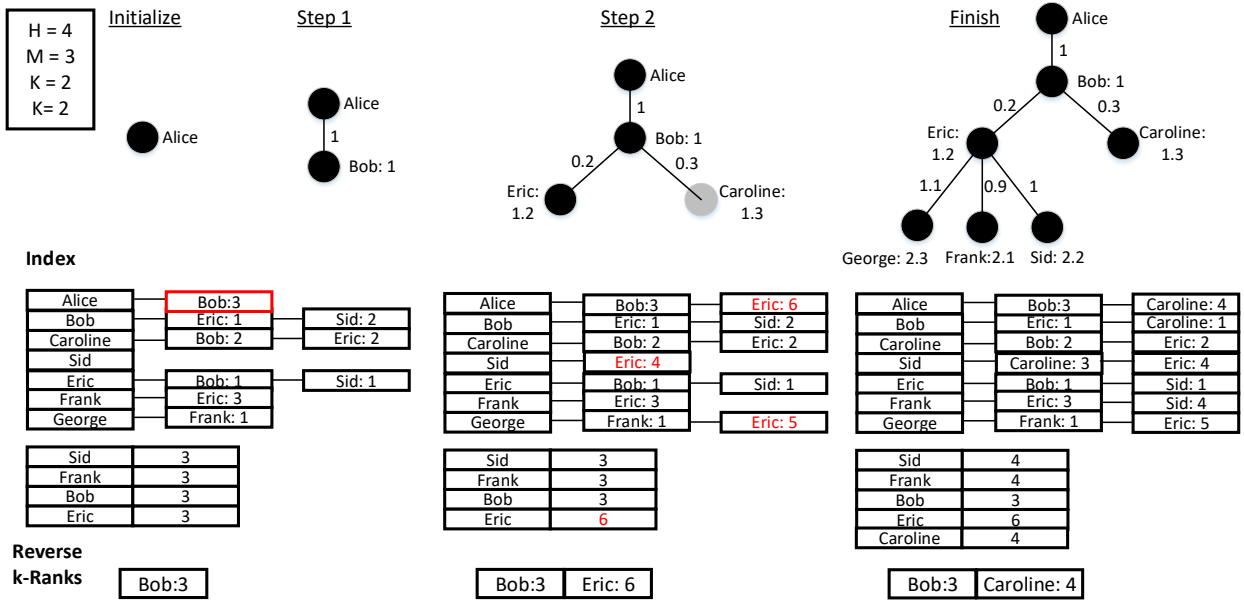 H = 4
M = 3
K = 2
K= 2
Initialize
Alice
Step 1
Alice
1
Bob: 1
Step 2
Alice
1
Bob: 1
0.2
0.3
Eric:
1.2
Caroline:
1.3
Finish
Alice
1
Bob: 1
0.2
0.3
Eric:
1.2
Caroline:
1.3
1.1
0.9
1
George: 2.3
Frank:2.1
Sid: 2.2
Index
Alice Bob:3
Bob Eric: 1 Sid: 2
Caroline Bob: 2 Eric: 2
Sid
Eric Bob: 1 Sid: 1
Frank Eric: 3
George Frank: 1
Sid 3
Frank 3
Bob 3
Eric 3
Alice Bob:3 Eric: 6
Bob Eric: 1 Sid: 2
Caroline Bob: 2 Eric: 2
Sid Eric: 4
Eric Bob: 1 Sid: 1
Frank Eric: 3
George Frank: 1 Eric: 5
Sid 3
Frank 3
Bob 3
Eric 6
Alice Bob:3 Caroline: 4
Bob Eric: 1 Caroline: 1
Caroline Bob: 2 Eric: 2
Sid Caroline: 3 Eric: 4
Eric Bob: 1 Sid: 1
Frank Eric: 3 Sid: 4
George Frank: 1 Eric: 5
Sid 4
Frank 4
Bob 3
Eric 6
Caroline 4
Reverse
k-Ranks
Bob:3
Bob:3 Eric: 6
Bob:3 Caroline: 4